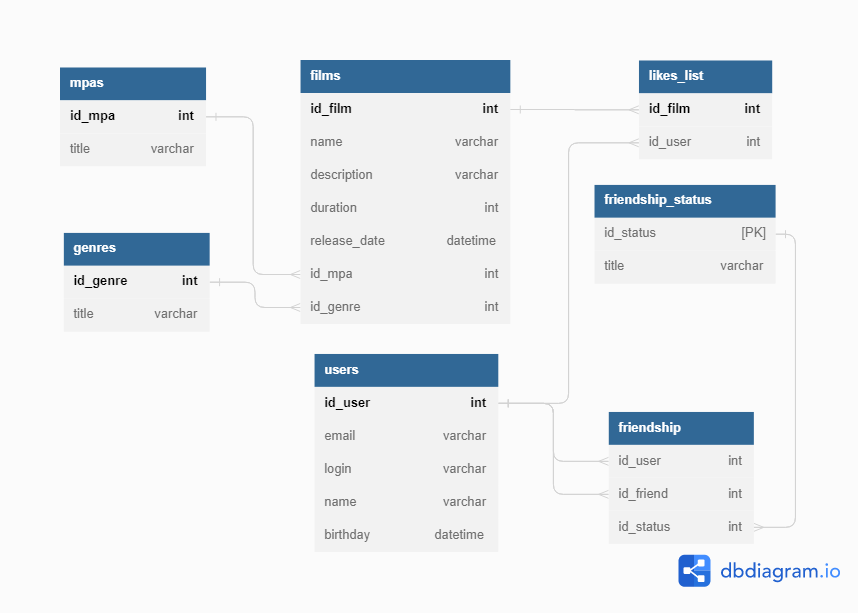 mpas
id_mpa int
title varchar
genres
id_genre int
title varchar
films
id_film int
name varchar
description varchar
duration int
release_date datetime
id_mpa int
id_genre int
users
id_user int
email varchar
login varchar
name varchar
birthday datetime
likes_list
id_film int
id_user int
friendship_status
id_status [PK]
title varchar
friendship
id_user int
id_friend int
id_status int
dbdiagram.io